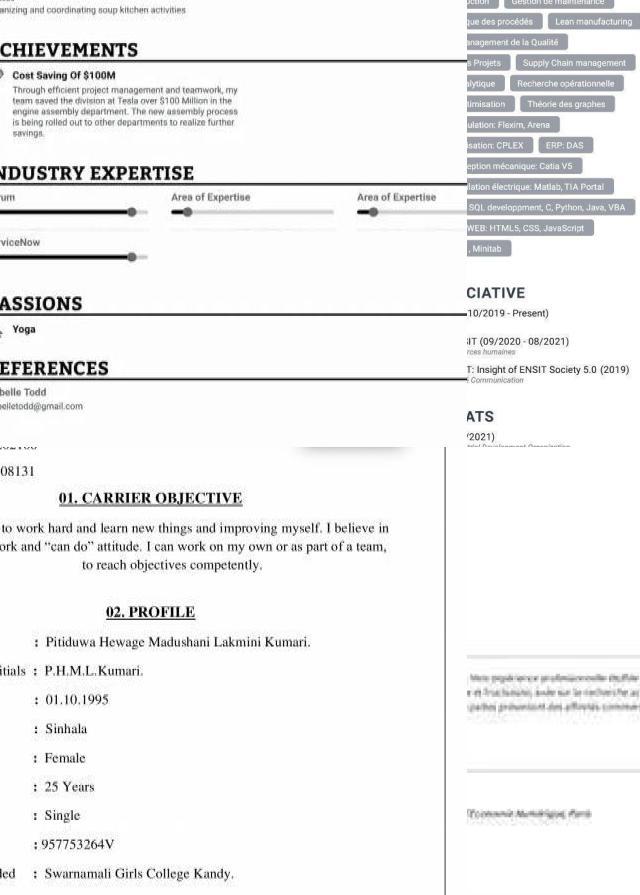 anizing and coordinating soup kitchen activities
CHIEVEMENTS
Cost Saving Of $100M
Through efficient project management and teamwork, my
team saved the division at Tesla over $100 Million in the
engine assembly department. The new assembly process
is being rolled out to other departments to realize further
savings.
NDUSTRY EXPERTISE
rum
Area of Expertise
Area of Expertise
viceNow
ASSIONS
Yoga
EFERENCES
belle Todd
belletodd@gmail.com
uction Gestion de maintenance
que des procédés Lean manufacturing
anagement de la Qualité
s Projets Supply Chain management
lytique Recherche opérationnelle
timisation Théorie des graphes
ulation: Flexim, Arena
isation: CPLEX ERP: DAS
eption mécanique: Catia V5
lation électrique: Matlab, TIA Portal
SQL developpment, C, Python, Java, VBA
WEB: HTML5, CSS, JavaScript
, Minitab
CIATIVE
10/2019 - Present)
SIT (09/2020 - 08/2021)
rces humaines
T: Insight of ENSIT Society 5.0 (2019)
Communication
ATS
/2021)
08131
01. CARRIER OBJECTIVE
to work hard and learn new things and improving myself. I believe in
ork and “can do” attitude. I can work on my own or as part of a team,
to reach objectives competently.
02. PROFILE
: Pitiduwa Hewage Madushani Lakmini Kumari.
itials : P.H.M.L.Kumari.
: 01.10.1995
: Sinhala
: Female
: 25 Years
: Single
: 957753264V
ded : Swarnamali Girls College Kandy.